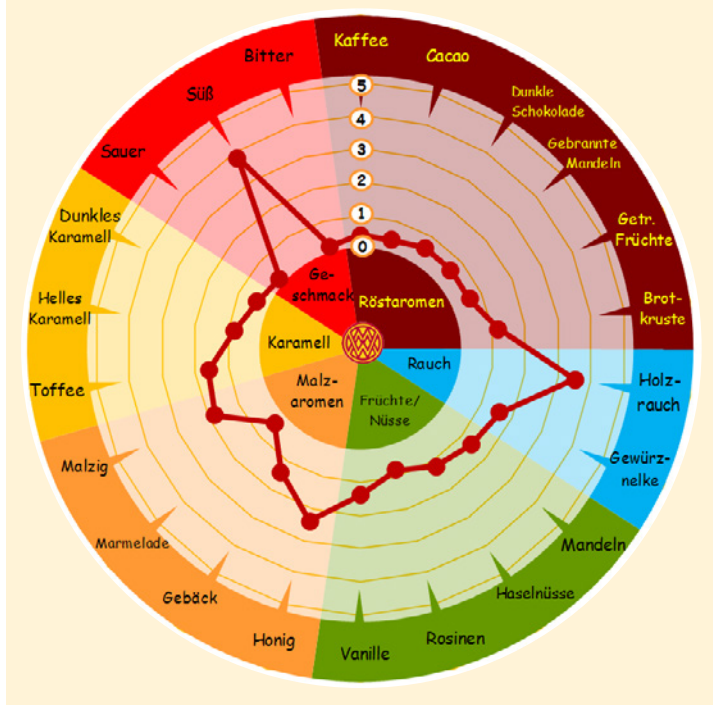 Kaffee
Cacao
Dunkle
Schokolade
Gebrannte
Mandeln
Getr.
Früchte
Brot-
kruste
Holz-
rauch
Gewürz-
nelke
Mandeln
Haselnüsse
Rosinen
Vanille
Honig
Gebäck
Marmelade
Malzig
Toffee
Helles
Karamell
Dunkles
Karamell
Sauer
Süß
Bitter
5
4
3
2
1
0
Ge-
schmack
Röstaromen
Karamell
Rauch
Malz-
aromen
Früchte/
Nüsse